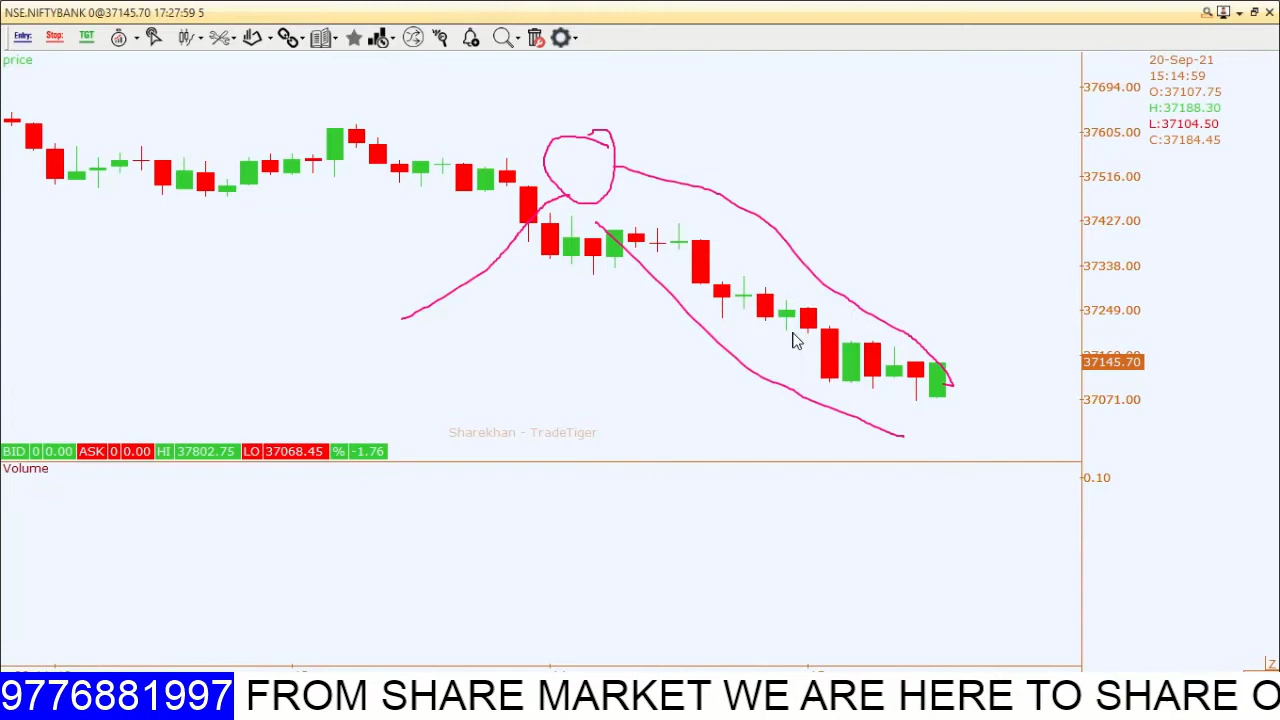 NSE.NIFTYBANK 0@37145.70 17:27:59 5
Entry: Stop: TGT
price
20-Sep-21
15:14:59
O:37107.75
H:37188.30
L:37104.50
C:37184.45
37694.00
37605.00
37516.00
37427.00
37338.00
37249.00
37145.70
37071.00
Sharekhan - TradeTiger
BID 0 0.00 ASK 0 0.00 HI 37802.75 LO 37068.45 % -1.76
Volume
0.10
Z
9776881997 FROM SHARE MARKET WE ARE HERE TO SHARE O